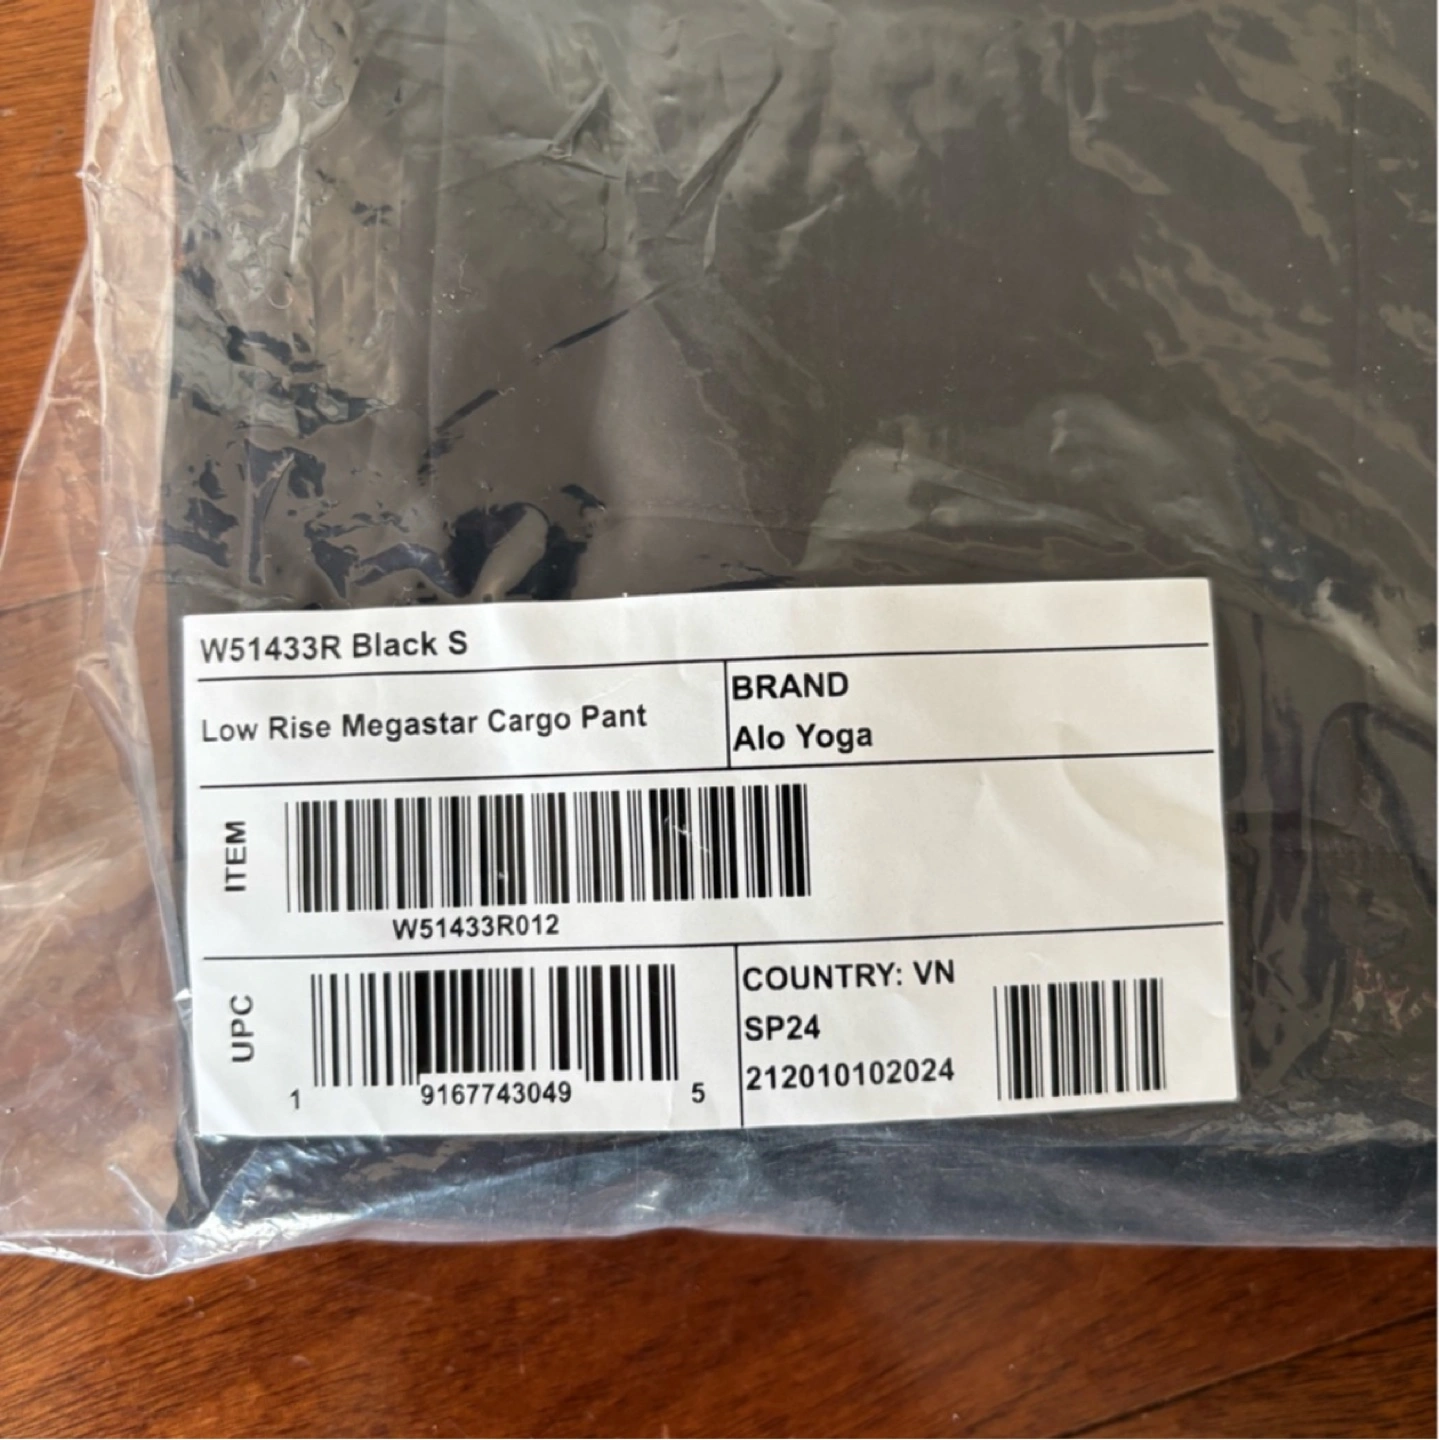 W51433R Black S
Low Rise Megastar Cargo Pant
BRAND
Alo Yoga
ITEM
W51433R012
UPC
1 9167743049 5
COUNTRY: VN
SP24
212010102024